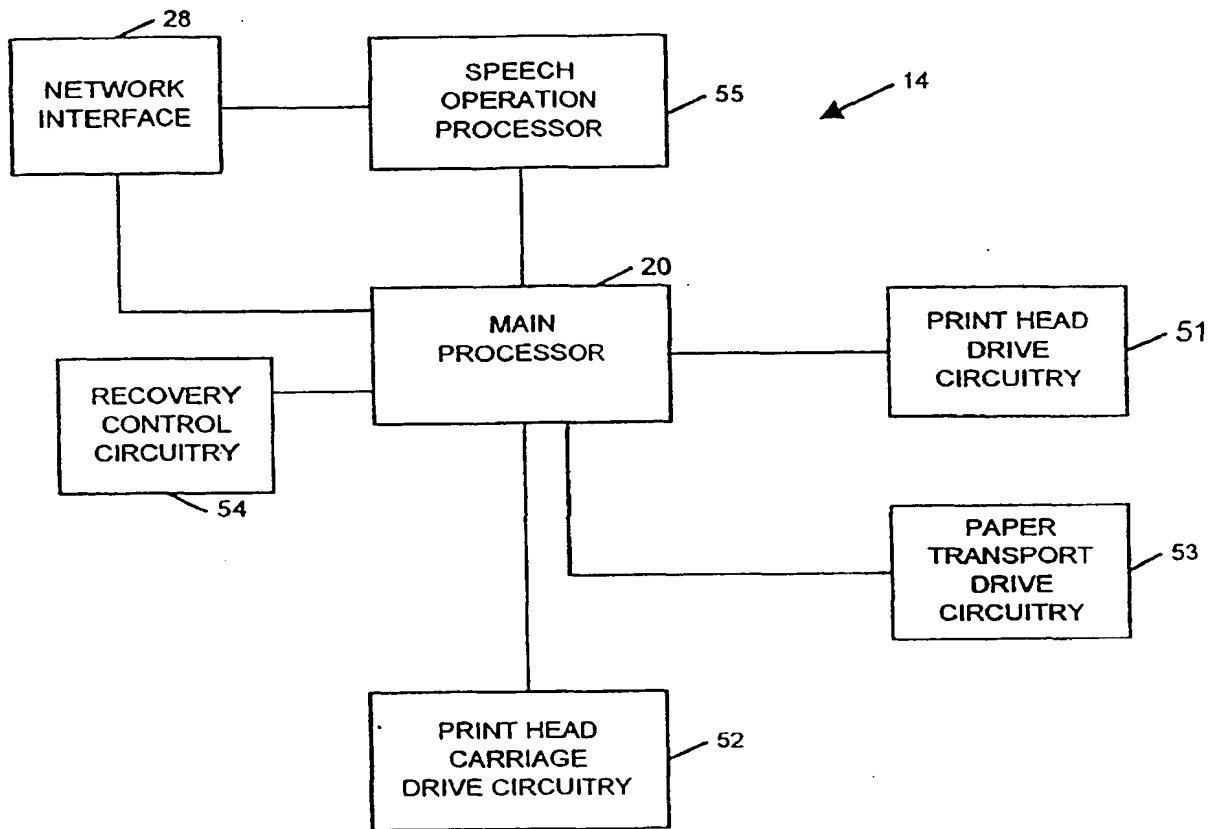 28
NETWORK
INTERFACE
SPEECH
OPERATION
PROCESSOR
55
14
20
MAIN
PROCESSOR
PRINT HEAD
DRIVE
CIRCUITRY
51
RECOVERY
CONTROL
CIRCUITRY
54
PAPER
TRANSPORT
DRIVE
CIRCUITRY
53
PRINT HEAD
CARRIAGE
DRIVE CIRCUITRY
52